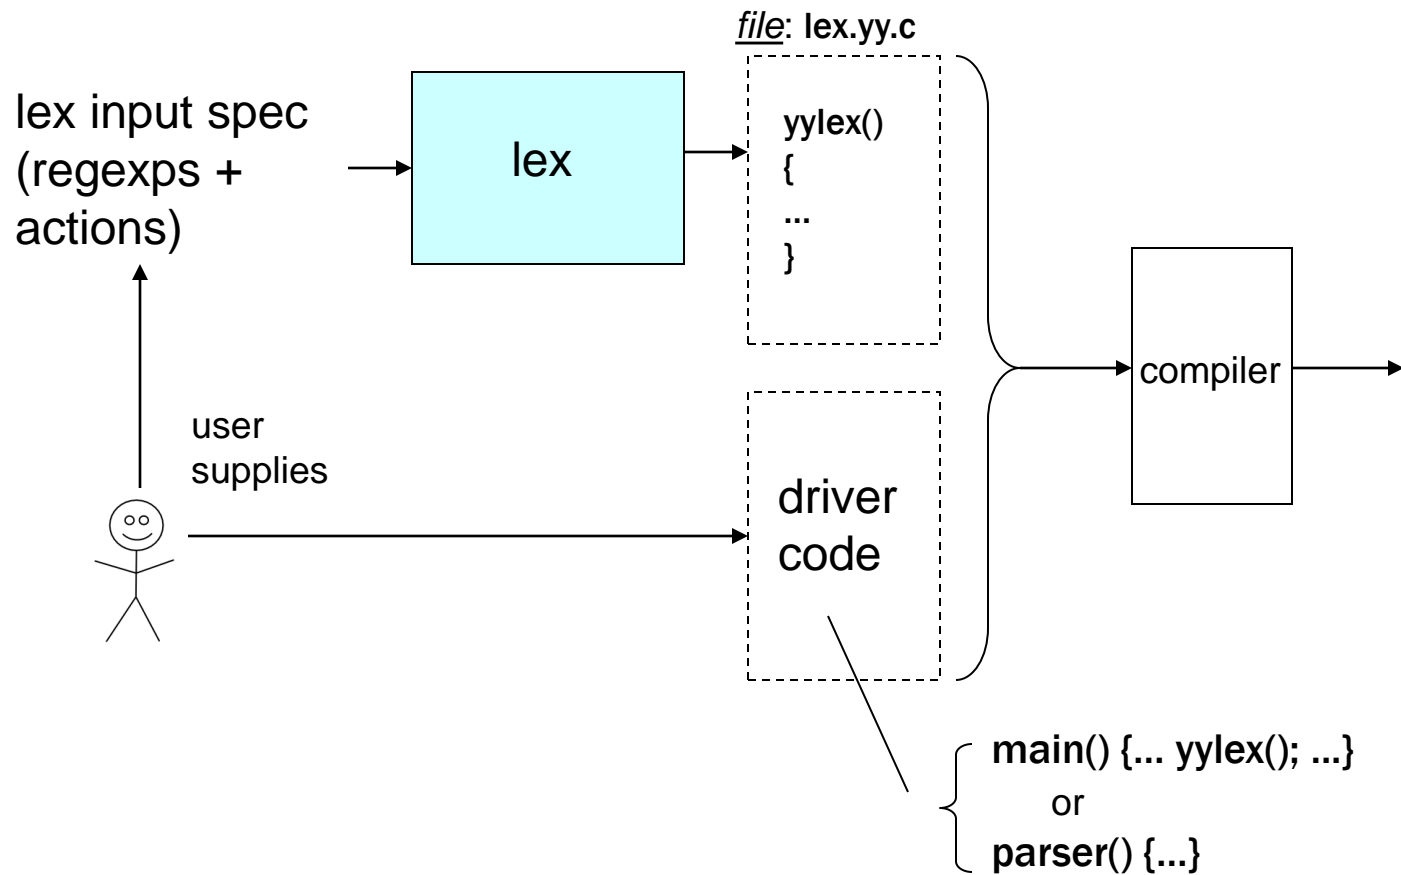 file: lex.yy.c
lex input spec
(regexps +
actions)
lex
yylex()
{
...
}
compiler
user
supplies
driver
code
main() {... yylex(); ...}
or
parser() {...}